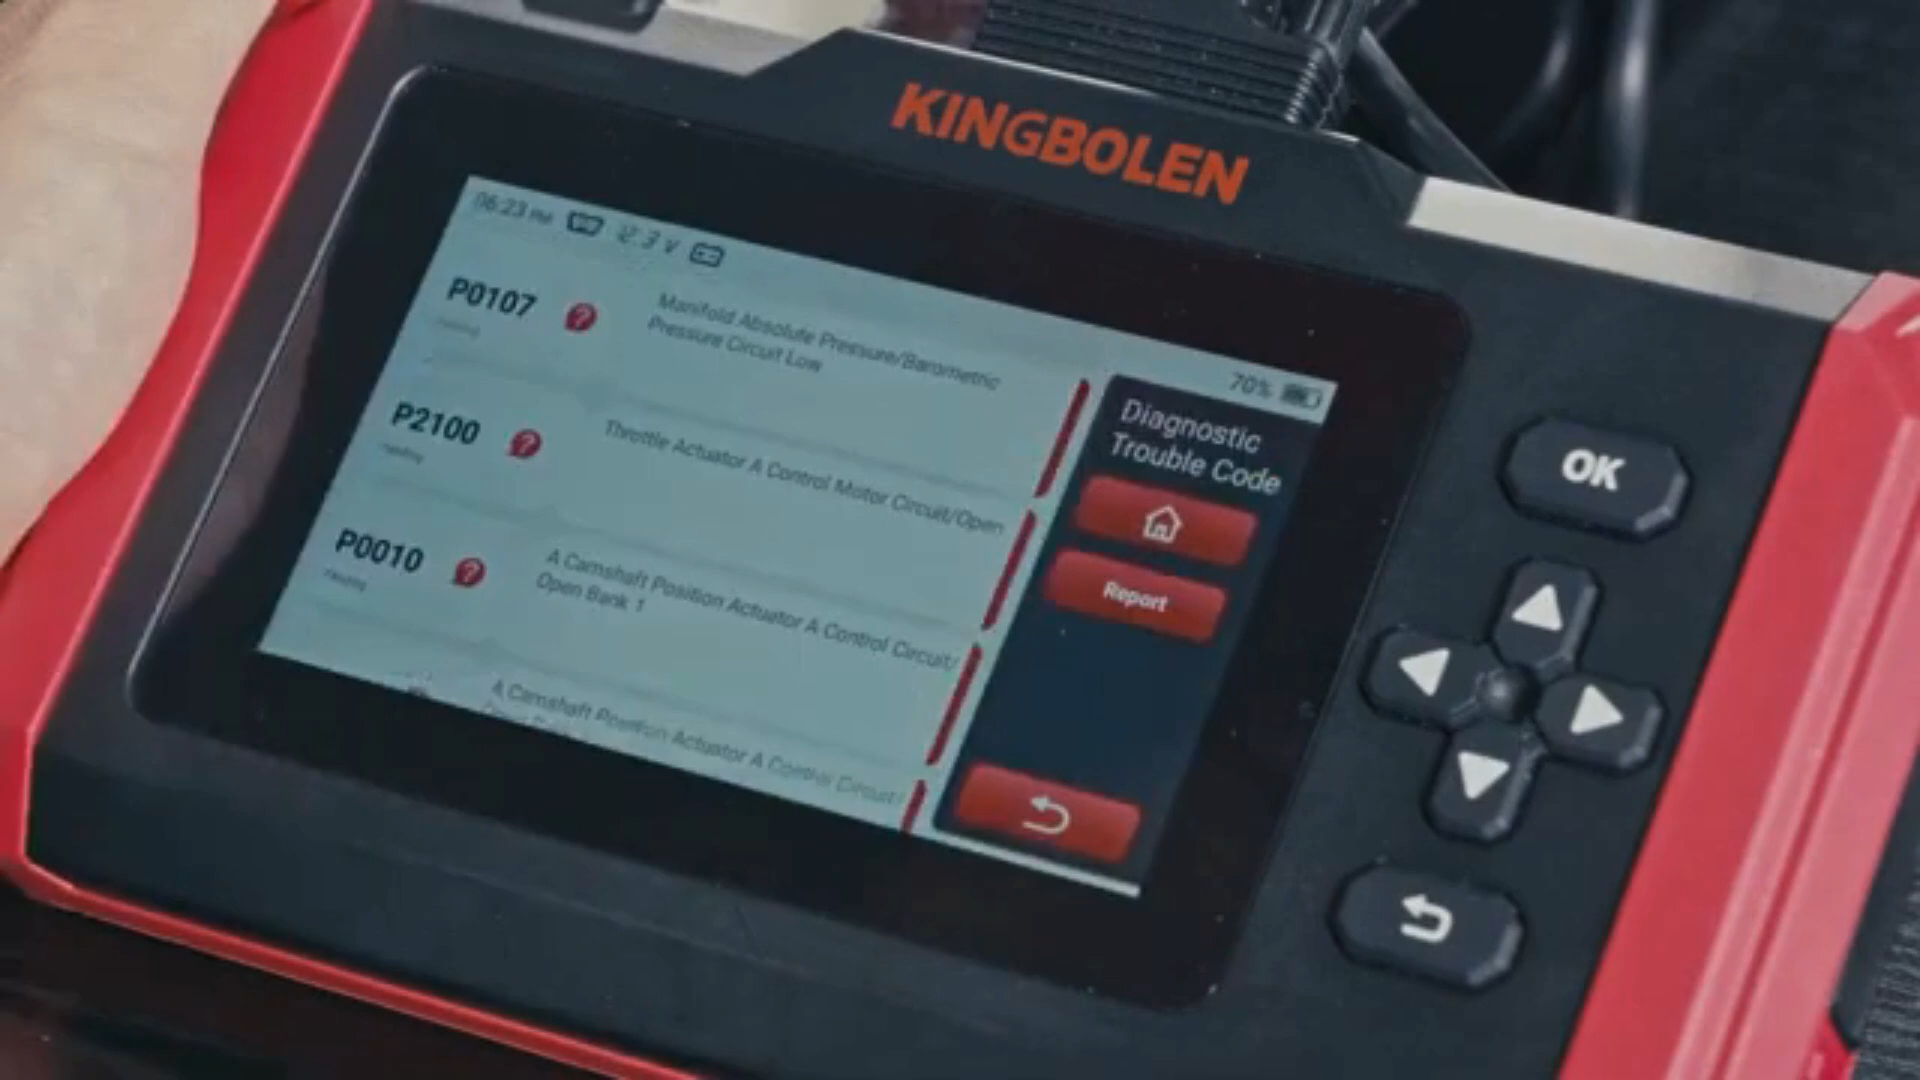 KINGBOLEN
06:23 PM 12.3 V
70%
P0107
Manifold Absolute Pressure/Barometric
Pressure Circuit Low
P2100
Throttle Actuator A Control Motor Circuit/Open
P0010
A Camshaft Position Actuator A Control Circuit/
Open Bank 1
A Camshaft Position Actuator A Control Circuit/
Diagnostic
Trouble Code
Report
OK